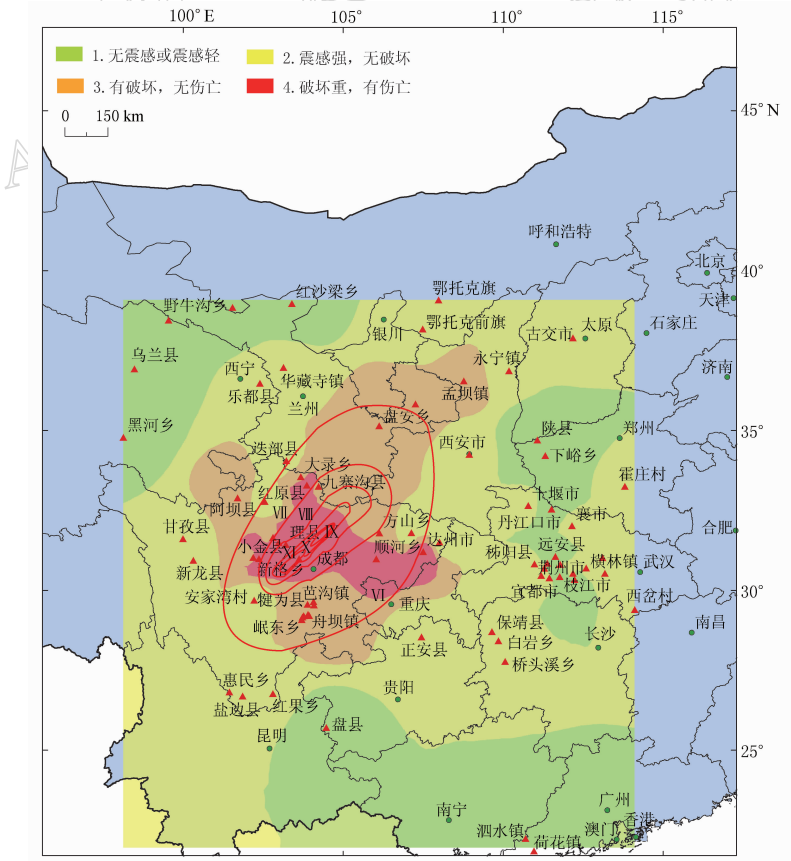 100° E 105° 110° 115°
1. 无震感或震感轻
2. 震感强，无破坏
3. 有破坏，无伤亡
4. 破坏重，有伤亡
0 150 km
45° N
呼和浩特
北京
40°
天津
野牛沟乡
红沙梁乡
鄂托克旗
银川
鄂托克前旗
古交市
太原
石家庄
乌兰县
西宁
乐都县
华藏寺镇
兰州
永宁镇
孟坝镇
济南
黑河乡
盘安乡
35°
陕县
郑州
西安市
下峪乡
迭部县
大录乡
九寨沟县
霍庄村
红原县
阿坝县
十堰市
丹江口市
襄市
甘孜县
Ⅶ
Ⅷ
Ⅸ
理县
Ⅹ
Ⅺ
小金县
方山乡
达州市
顺河乡
合肥
新龙县
新格乡
成都
秭归县
远安县
荆州市
横林镇
武汉
30°
安家湾村
犍为县
芭沟镇
Ⅵ
重庆
宜都市
枝江市
西岔村
岷东乡
舟坝镇
正安县
保靖县
白岩乡
桥头溪乡
长沙
南昌
惠民乡
盐边县
红果乡
贵阳
盘县
昆明
25°
南宁
泗水镇
荷花镇
广州
澳门
香港